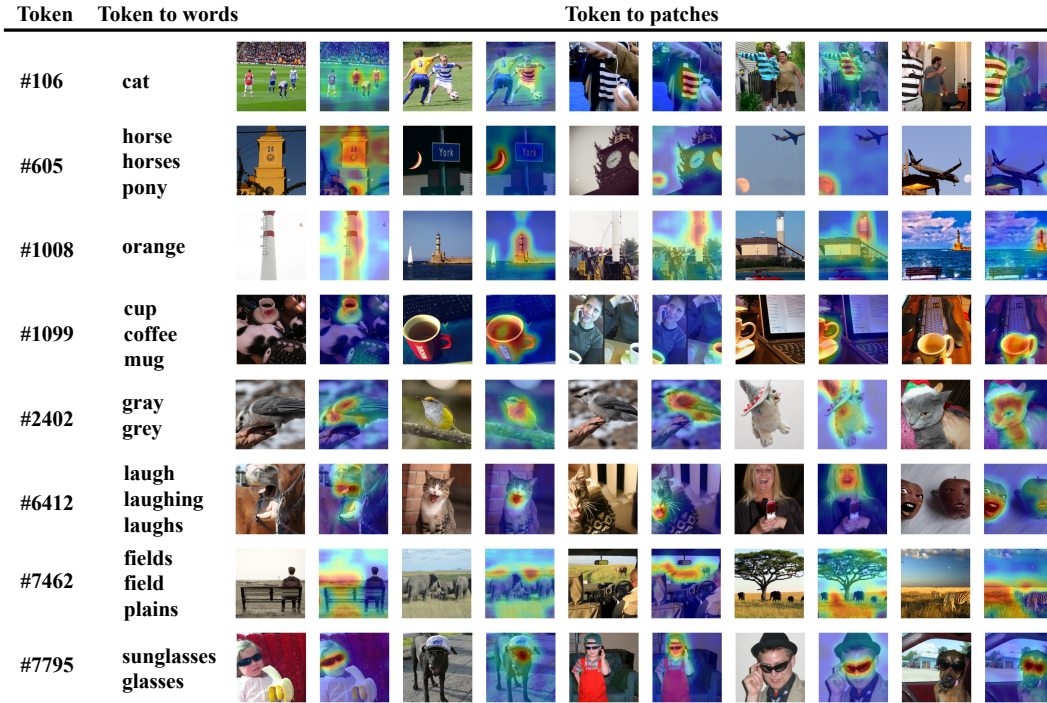 Token Token to words Token to patches
#106 cat
#605 horse
horses
pony
York
#1008 orange
#1099 cup
coffee
mug
#2402 gray
grey
#6412 laugh
laughing
laughs
#7462 fields
field
plains
#7795 sunglasses
glasses